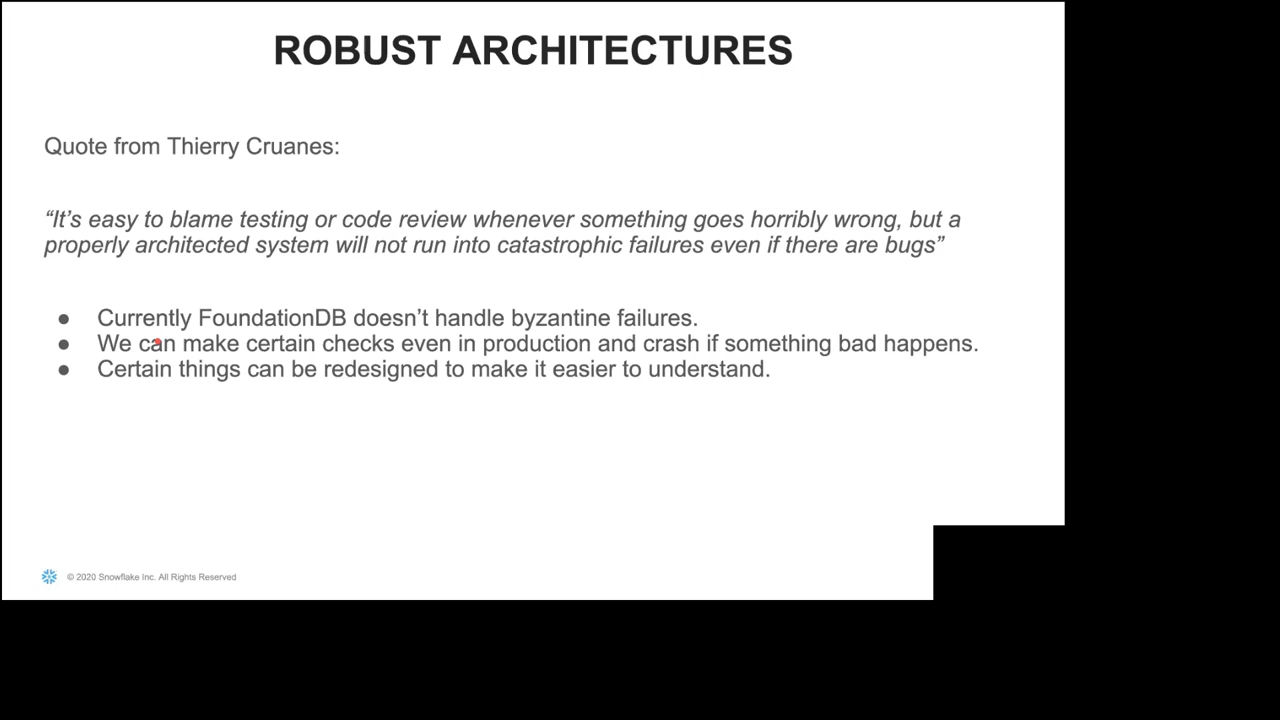 ROBUST ARCHITECTURES
Quote from Thierry Cruanes:
“It’s easy to blame testing or code review whenever something goes horribly wrong, but a
properly architected system will not run into catastrophic failures even if there are bugs”
● Currently FoundationDB doesn’t handle byzantine failures.
● We can make certain checks even in production and crash if something bad happens.
● Certain things can be redesigned to make it easier to understand.
© 2020 Snowflake Inc. All Rights Reserved